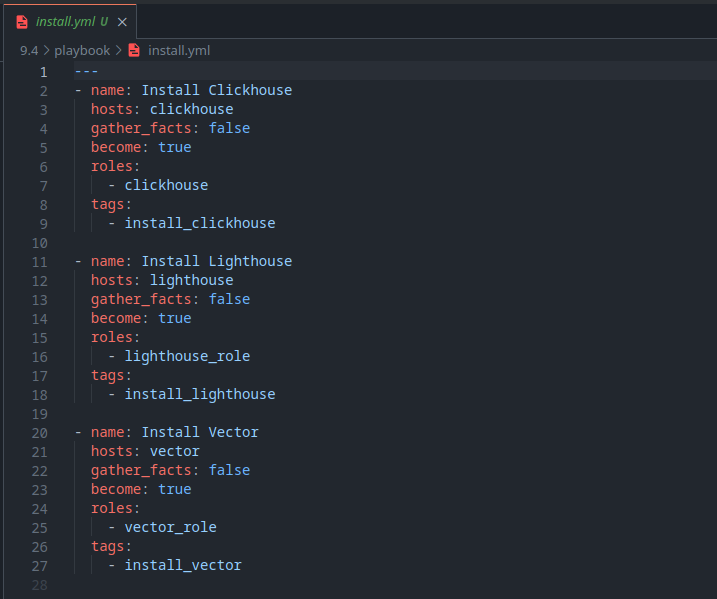 install.yml U ×
9.4 > playbook > install.yml
1 ---
2 - name: Install Clickhouse
3   hosts: clickhouse
4   gather_facts: false
5   become: true
6   roles:
7     - clickhouse
8   tags:
9     - install_clickhouse
10
11 - name: Install Lighthouse
12   hosts: lighthouse
13   gather_facts: false
14   become: true
15   roles:
16     - lighthouse_role
17   tags:
18     - install_lighthouse
19
20 - name: Install Vector
21   hosts: vector
22   gather_facts: false
23   become: true
24   roles:
25     - vector_role
26   tags:
27     - install_vector
28